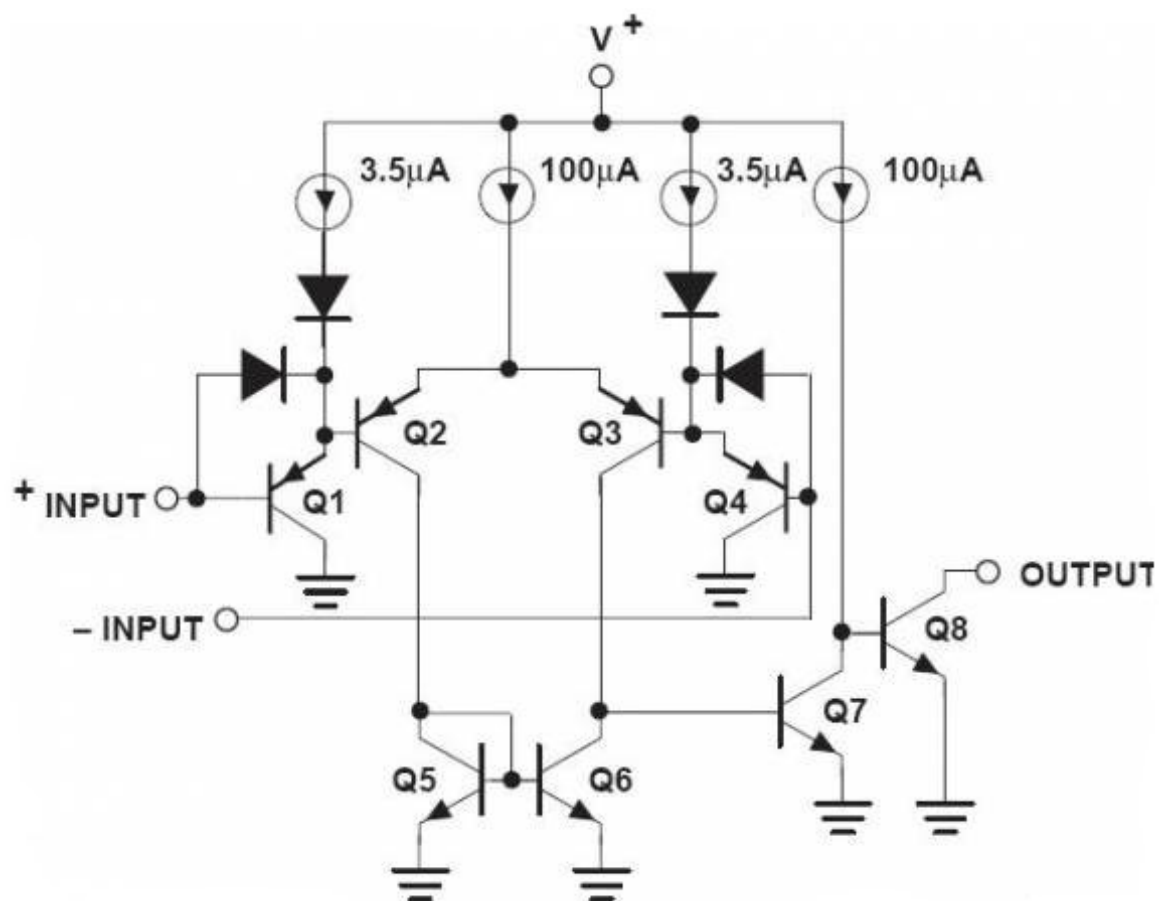 V +
3.5µA
100µA
3.5µA
100µA
Q2
Q3
+ INPUT
Q1
Q4
OUTPUT
– INPUT
Q8
Q7
Q5
Q6